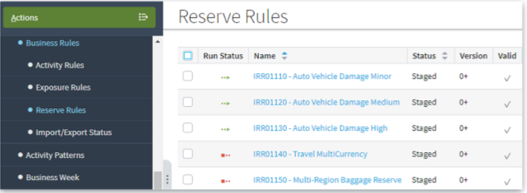 Actions
Business Rules
Activity Rules
Exposure Rules
Reserve Rules
Import/Export Status
Activity Patterns
Business Week
Reserve Rules
Run Status Name Status Version Valid
IRR01110 - Auto Vehicle Damage Minor Staged 0+
IRR01120 - Auto Vehicle Damage Medium Staged 0+
IRR01130 - Auto Vehicle Damage High Staged 0+
IRR01140 - Travel MultiCurrency Staged 0+
IRR01150 - Multi-Region Baggage Reserve Staged 0+